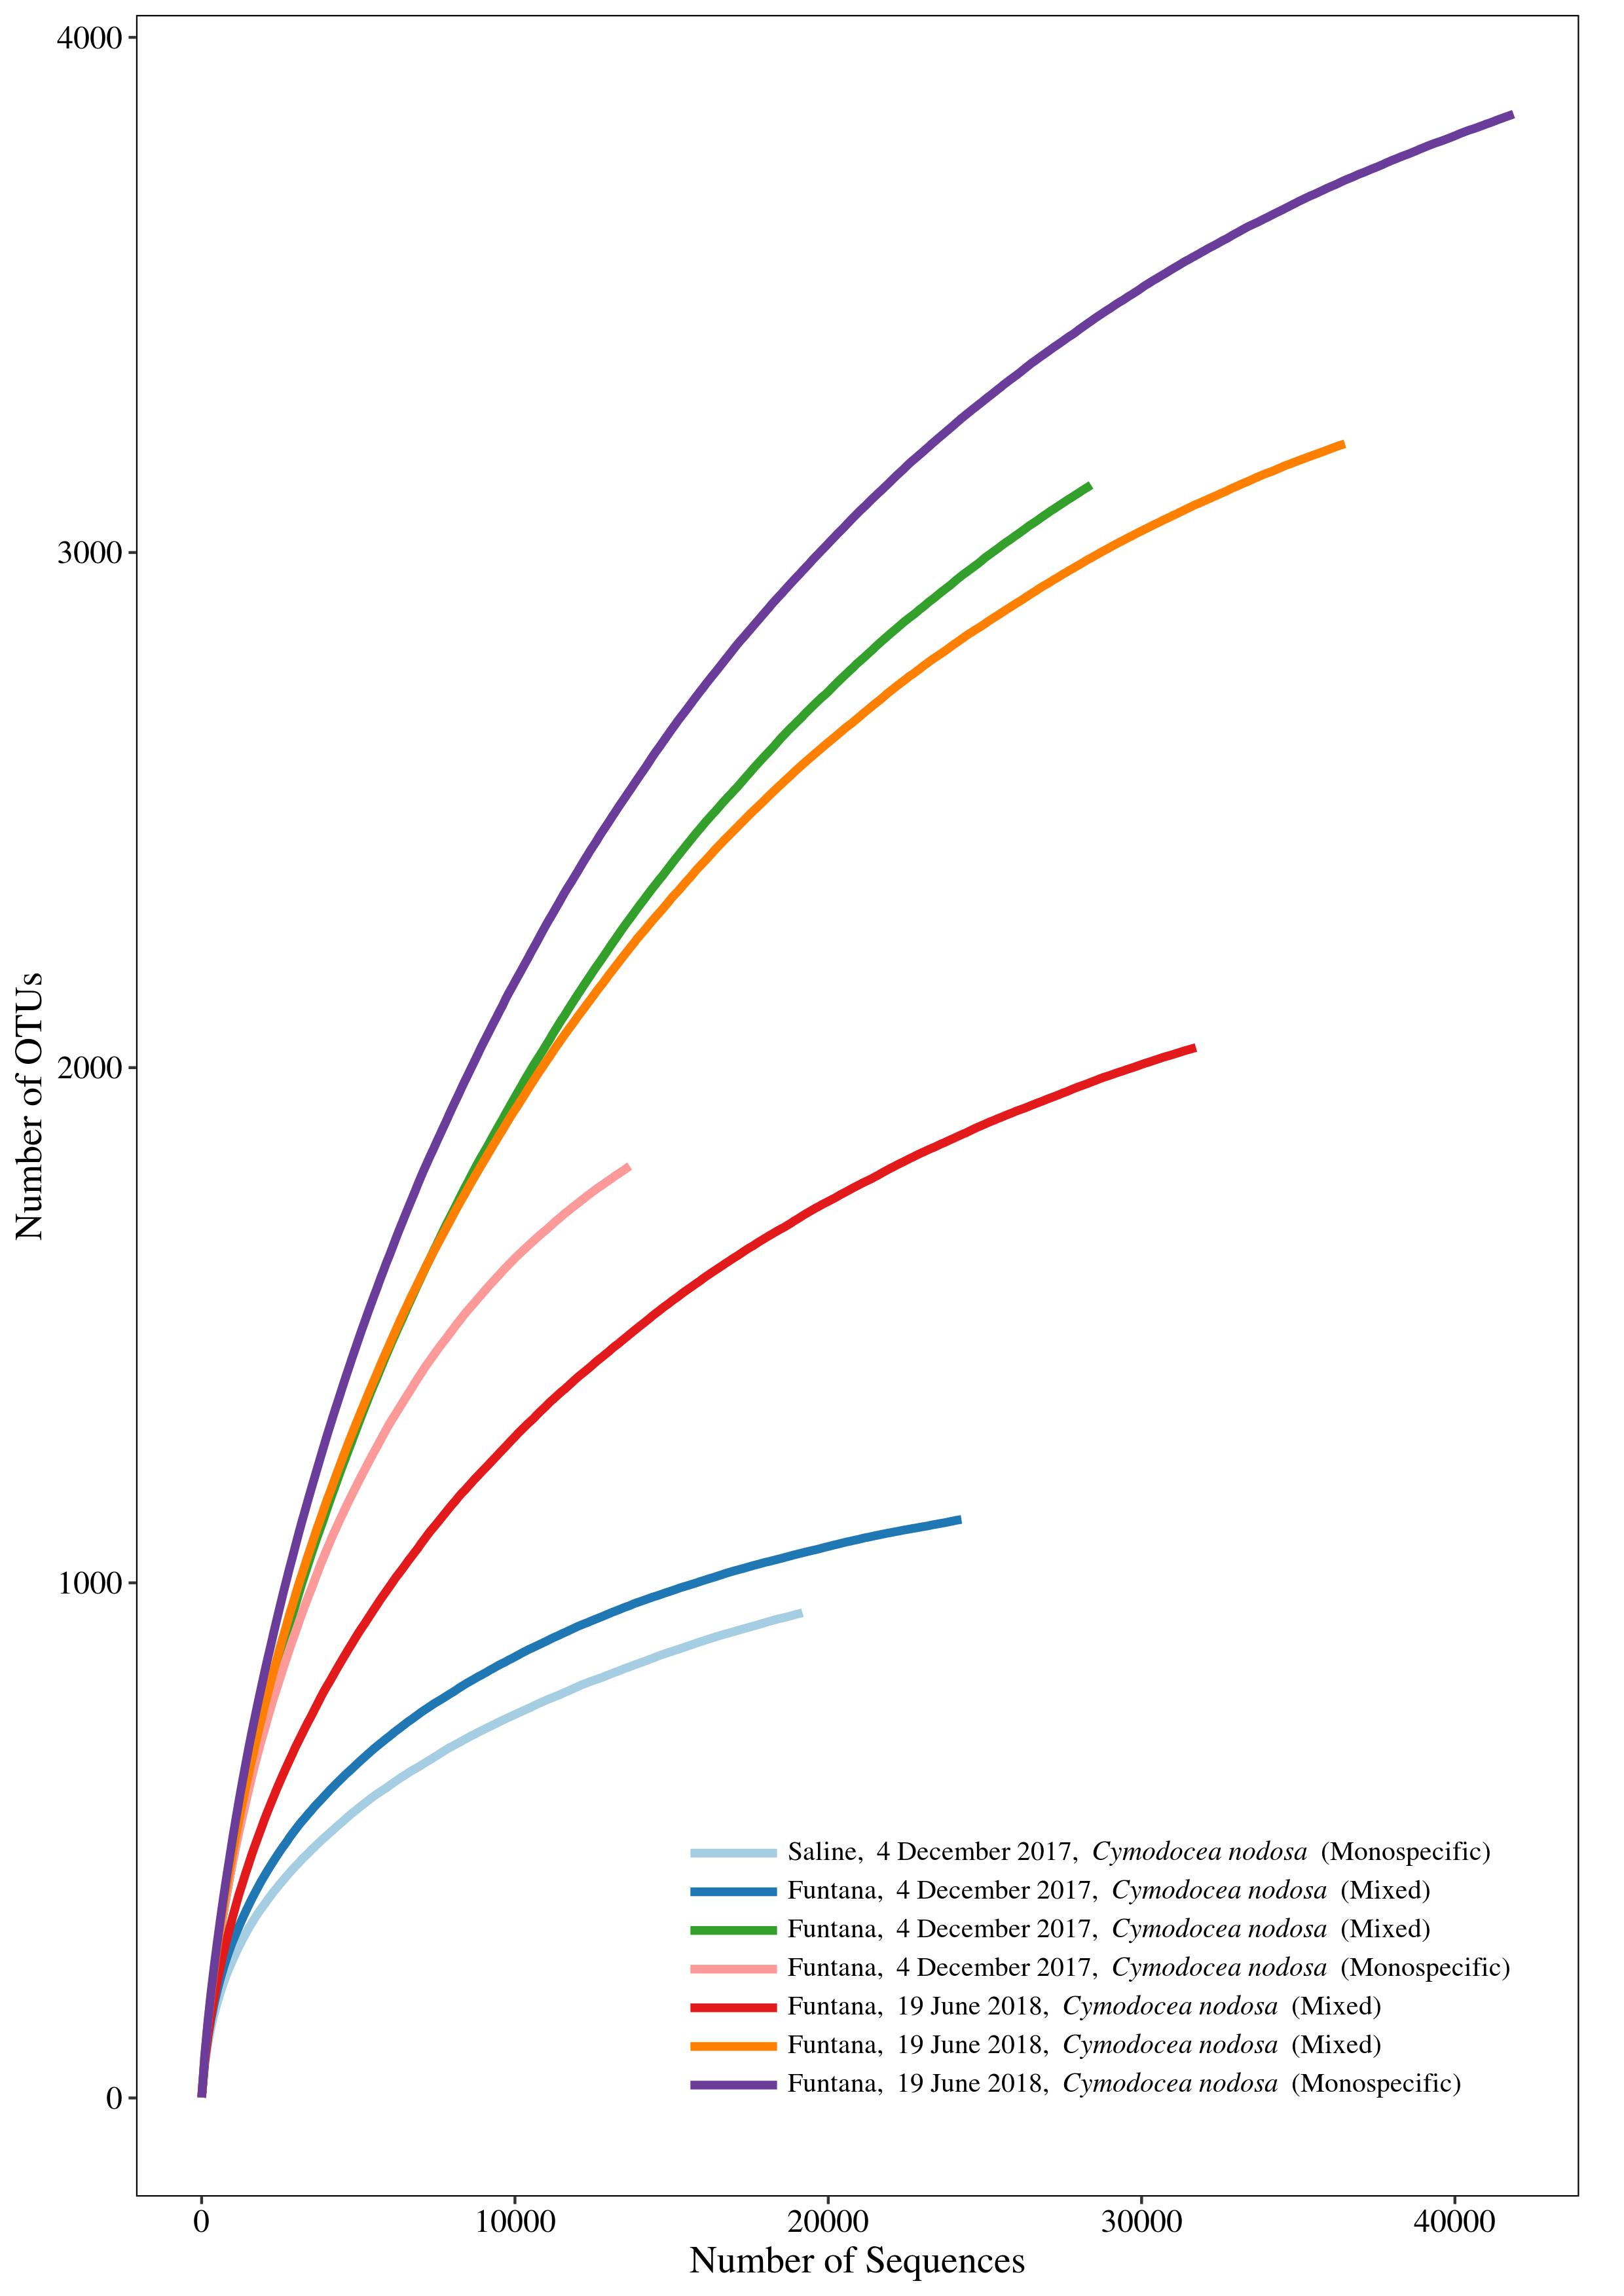 4000
3000
2000
1000
0
Number of OTUs
Saline, 4 December 2017, Cymodocea nodosa (Monospecific)
Funtana, 4 December 2017, Cymodocea nodosa (Mixed)
Funtana, 4 December 2017, Cymodocea nodosa (Mixed)
Funtana, 4 December 2017, Cymodocea nodosa (Monospecific)
Funtana, 19 June 2018, Cymodocea nodosa (Mixed)
Funtana, 19 June 2018, Cymodocea nodosa (Mixed)
Funtana, 19 June 2018, Cymodocea nodosa (Monospecific)
0 10000 20000 30000 40000
Number of Sequences